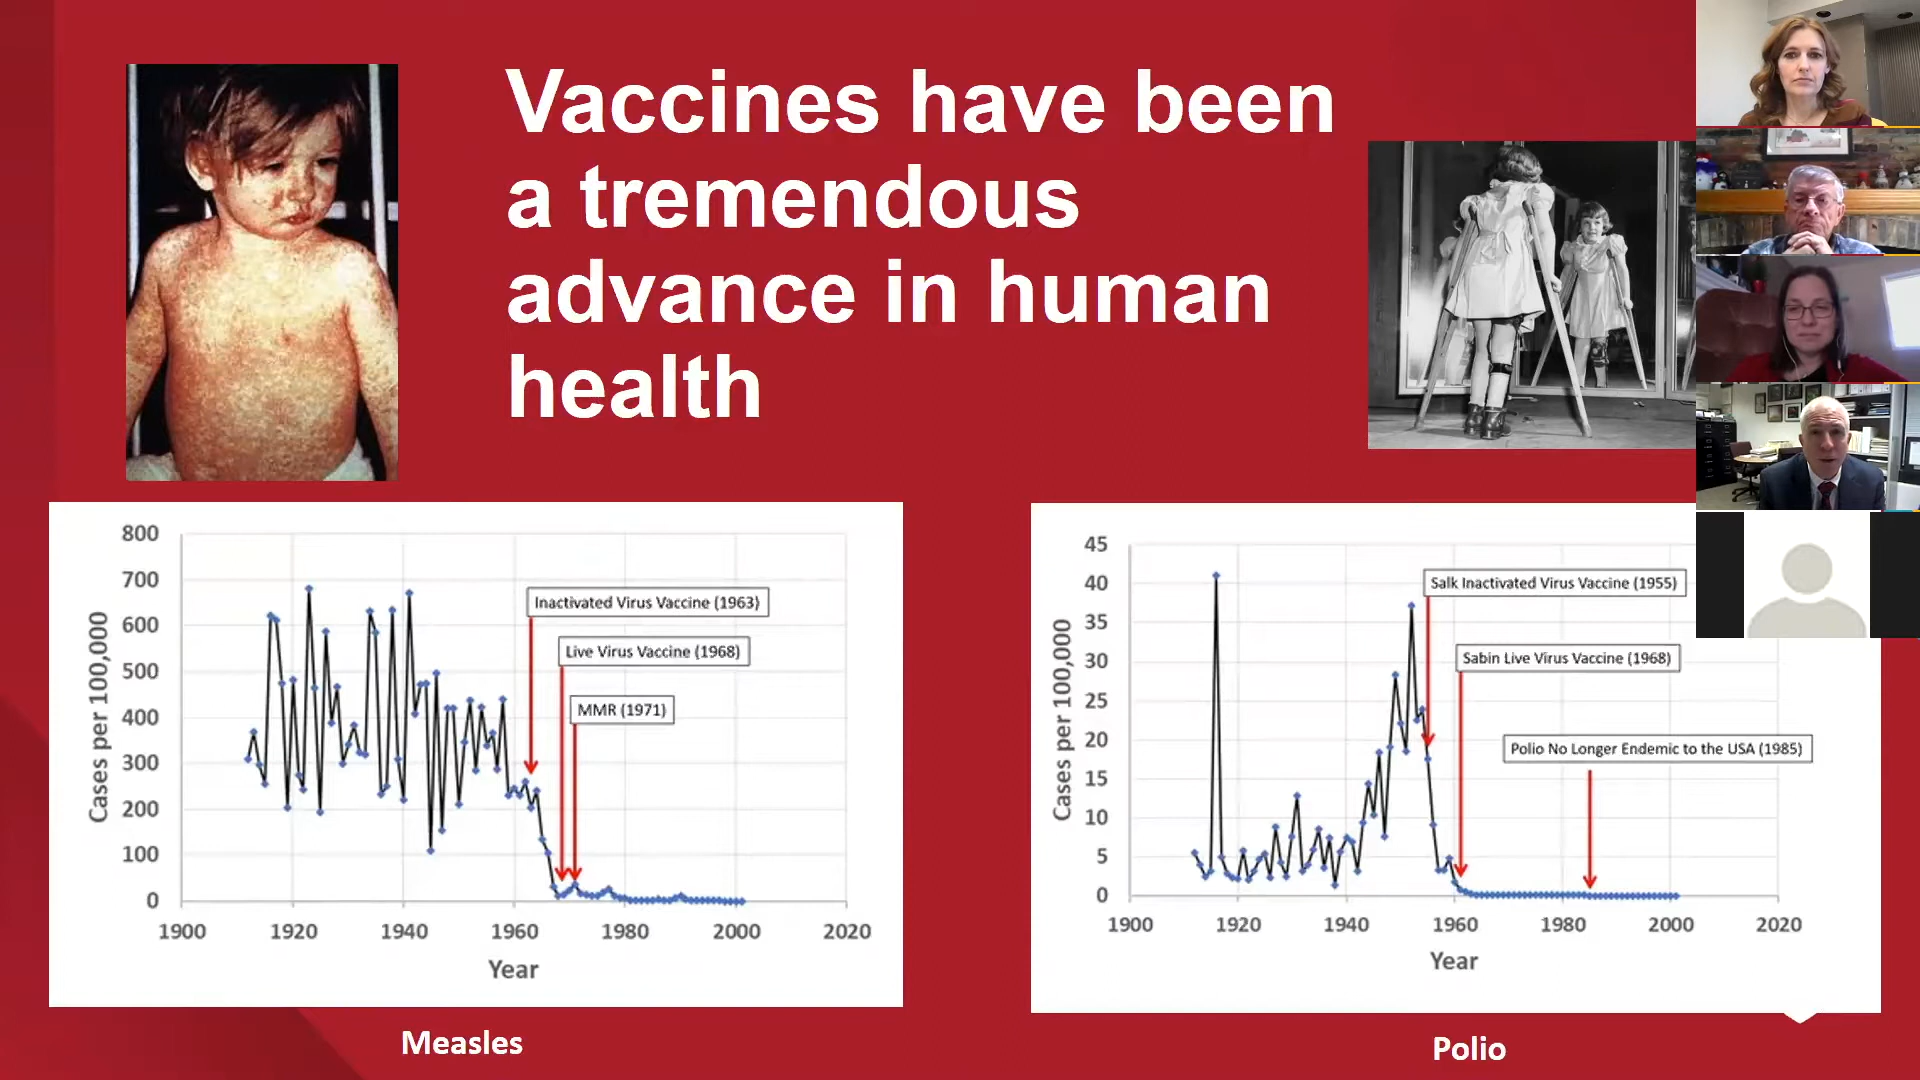 Vaccines have been
a tremendous
advance in human
health
800
700
600
500
400
300
200
100
0
Cases per 100,000
Inactivated Virus Vaccine (1963)
Live Virus Vaccine (1968)
MMR (1971)
1900 1920 1940 1960 1980 2000 2020
Year
Measles
45
40
35
30
25
20
15
10
5
0
Cases per 100,000
Salk Inactivated Virus Vaccine (1955)
Sabin Live Virus Vaccine (1968)
Polio No Longer Endemic to the USA (1985)
1900 1920 1940 1960 1980 2000 2020
Year
Polio